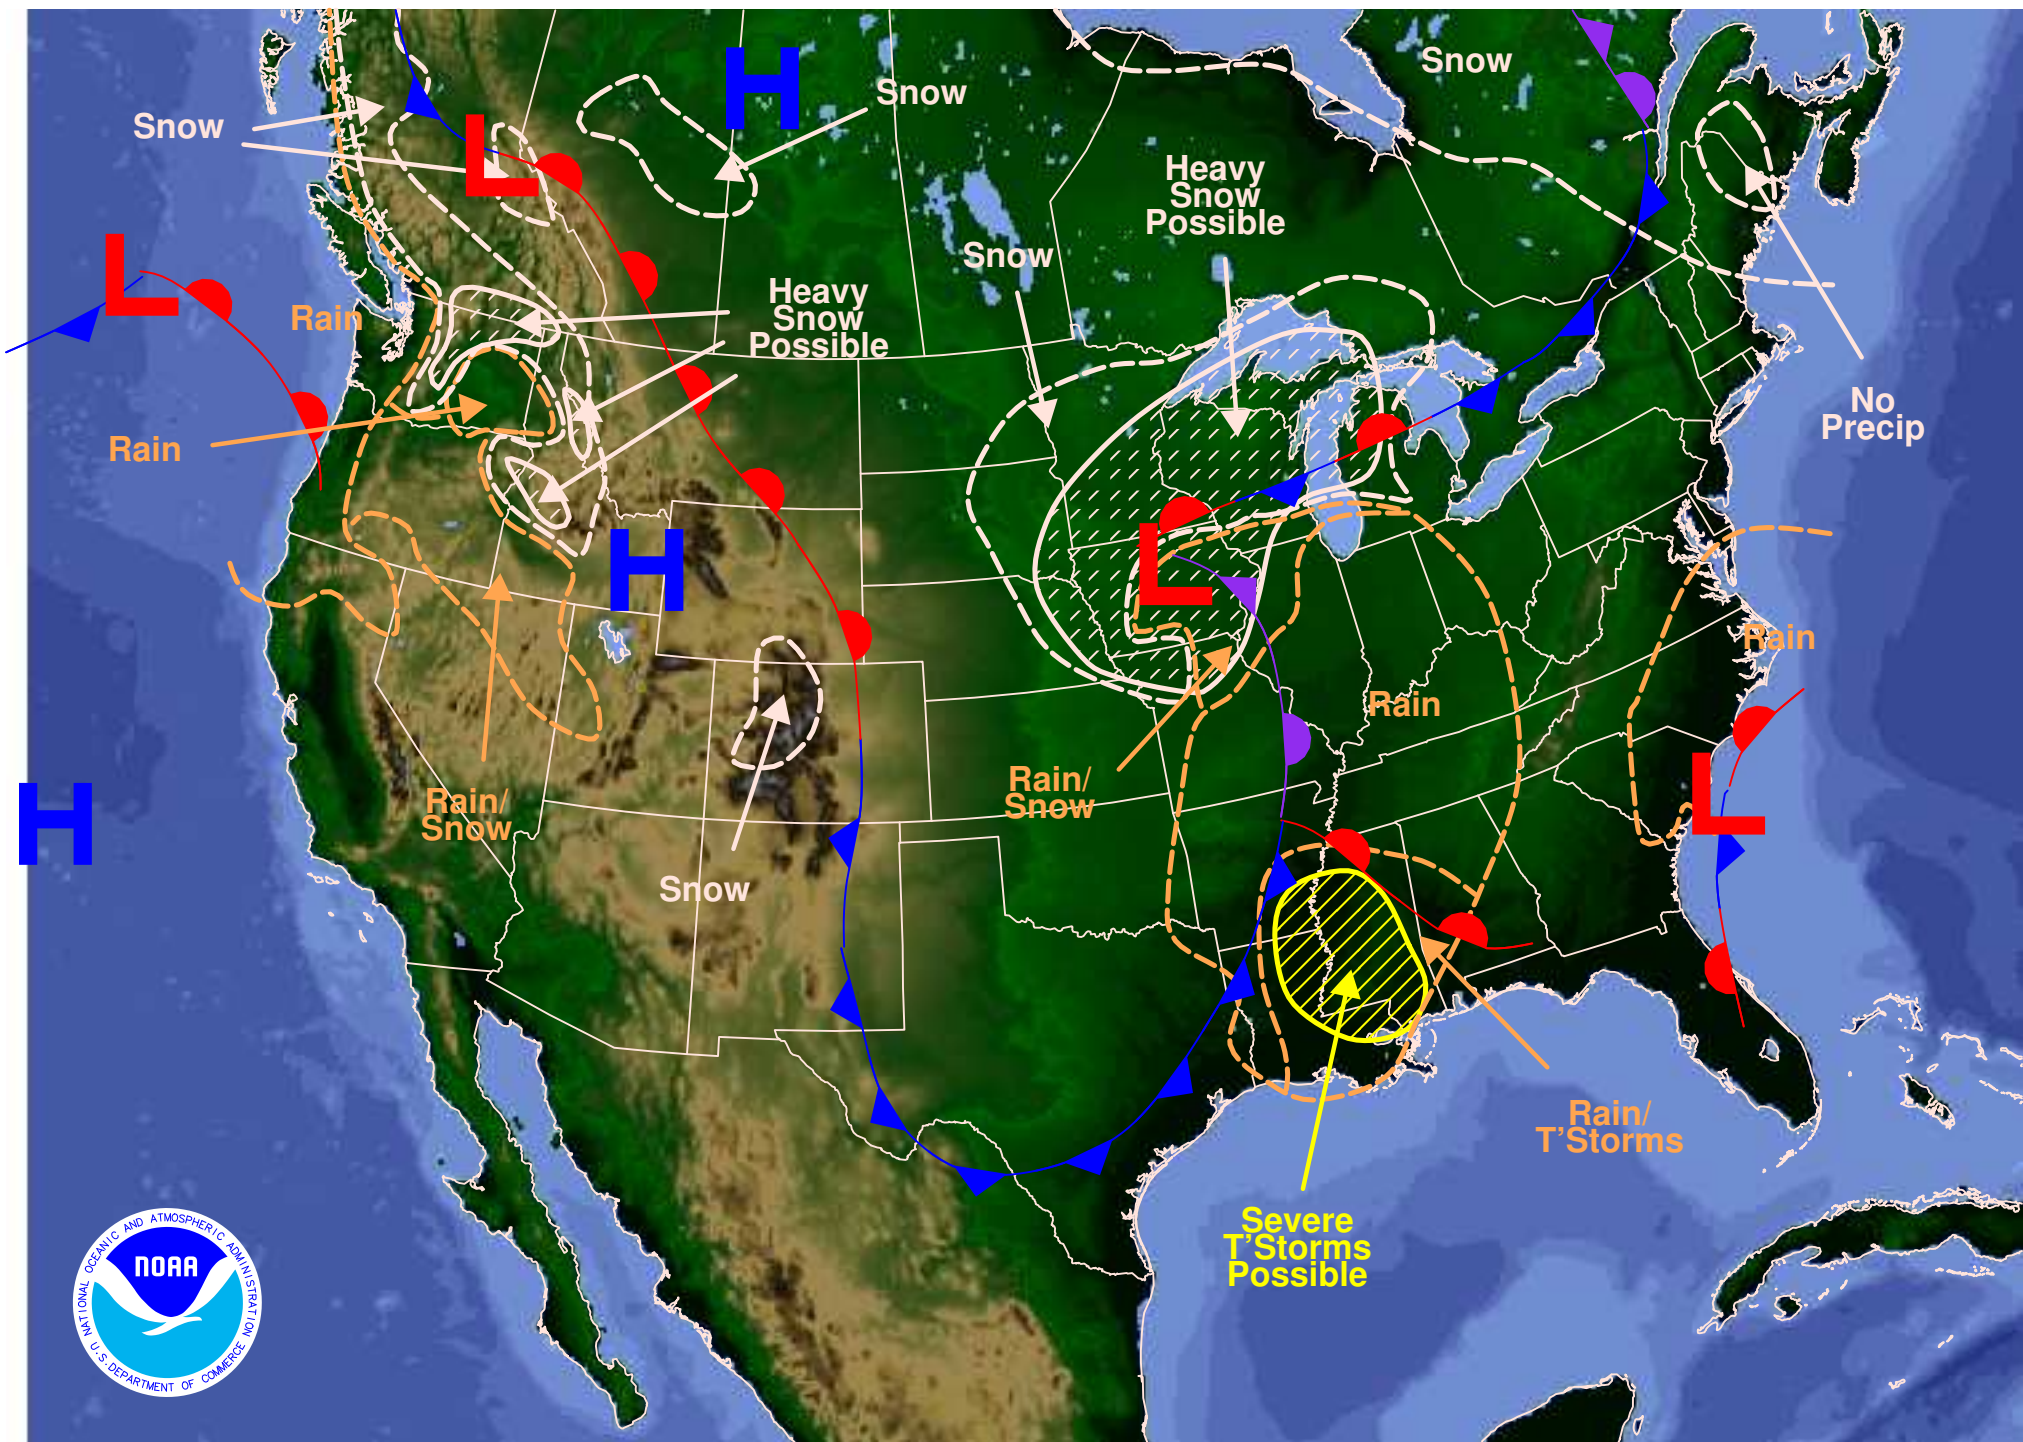 Snow
H
Snow
Snow
L
Heavy
Snow
Possible
Snow
L
Rain
Heavy
Snow
Possible
No
Precip
Rain
L
H
Rain
Rain
Rain/
Snow
Rain/
Snow
H
L
Snow
Rain/
T'Storms
Severe
T'Storms
Possible
NATIONAL OCEANIC AND ATMOSPHERIC ADMINISTRATION
NOAA
U.S. DEPARTMENT OF COMMERCE